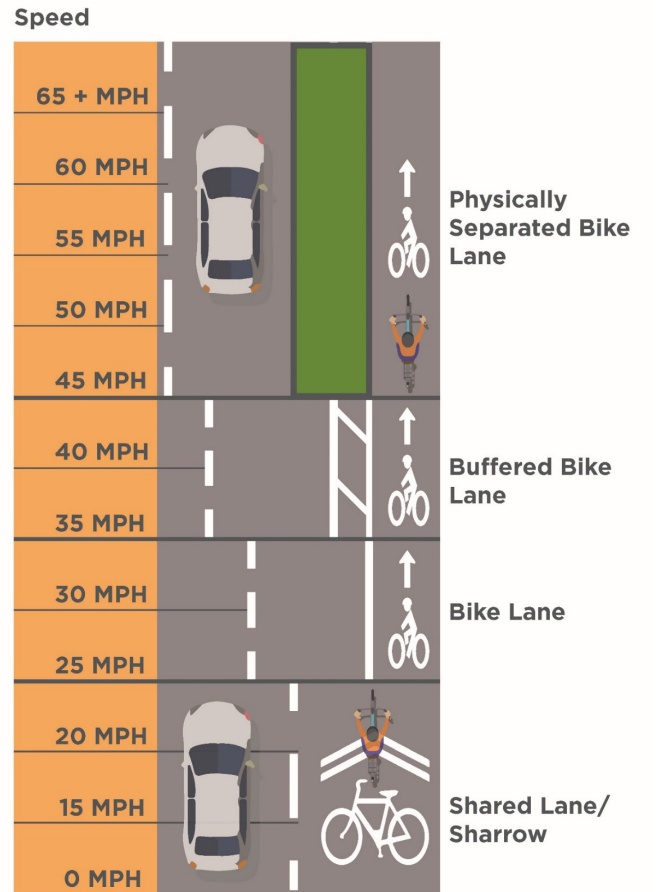 Speed
65 + MPH
60 MPH
55 MPH
50 MPH
45 MPH
Physically
Separated Bike
Lane
40 MPH
35 MPH
Buffered Bike
Lane
30 MPH
25 MPH
Bike Lane
20 MPH
15 MPH
0 MPH
Shared Lane/
Sharrow